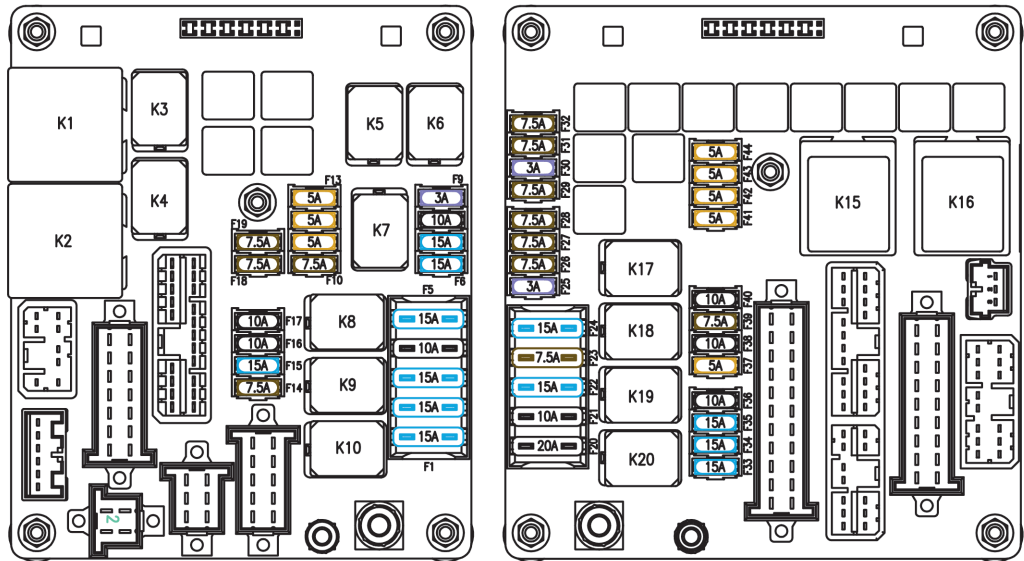 K1
K2
K3
K4
K5
K6
K7
F13
5A
5A
5A
7.5A
F10
F9
3A
10A
15A
15A
F6
F19
7.5A
7.5A
F18
10A F17
10A F16
15A F15
7.5A F14
K8
K9
K10
F5
15A
10A
15A
15A
15A
F1
2
7.5A F32
7.5A F31
3A F30
7.5A F29
7.5A F28
7.5A F27
7.5A F26
3A F25
15A F24
7.5A F23
15A F22
10A F21
20A F20
5A F44
5A F43
5A F42
5A F41
K15
K16
K17
K18
K19
K20
10A F40
7.5A F39
10A F38
5A F37
10A F36
15A F35
15A F34
15A F33